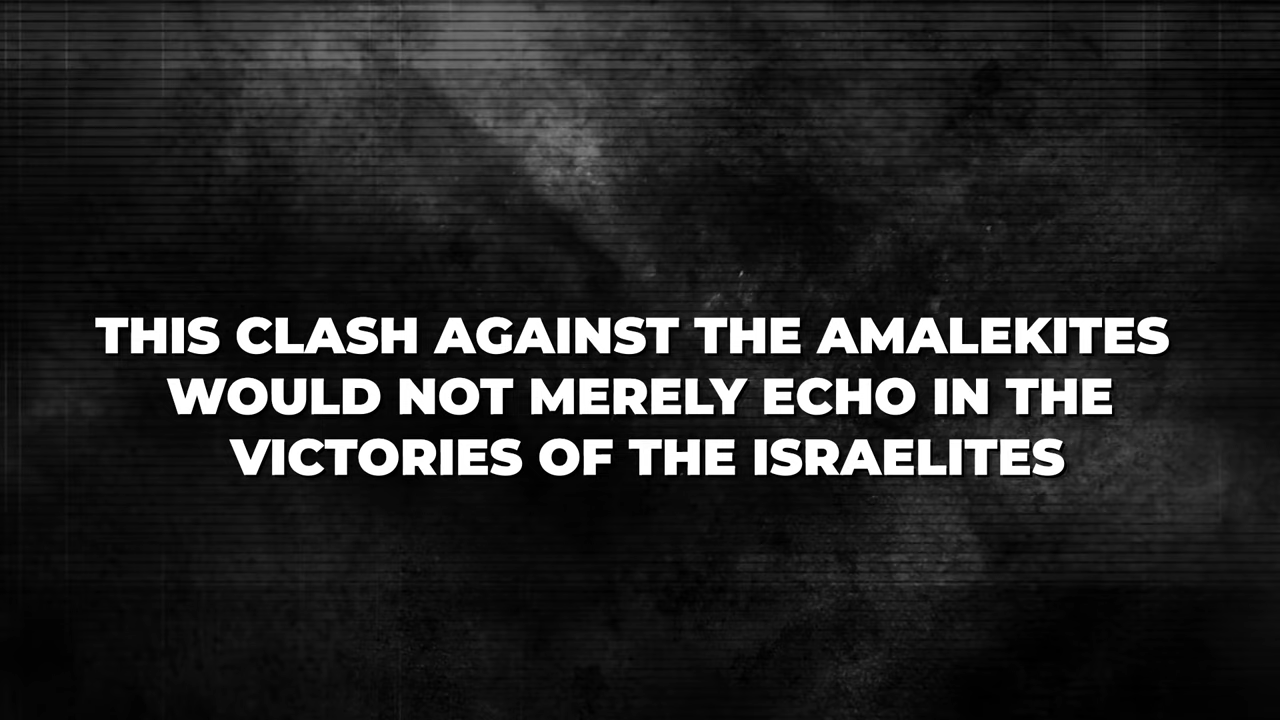 THIS CLASH AGAINST THE AMALEKITES
WOULD NOT MERELY ECHO IN THE
VICTORIES OF THE ISRAELITES